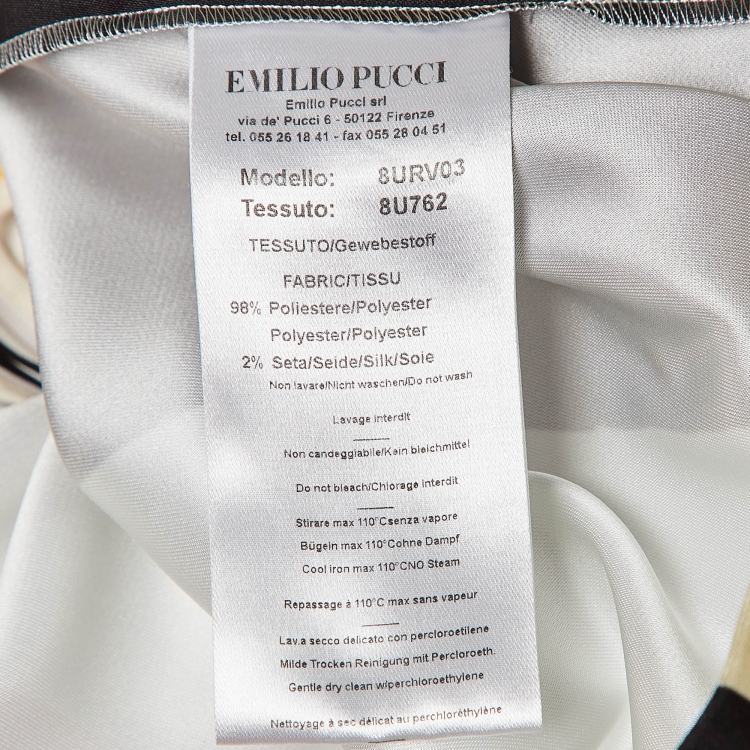 EMILIO PUCCI
Emilio Pucci srl
via de' Pucci 6 - 50122 Firenze
tel. 055 26 18 41 - fax 055 28 04 51
Modello: 8URV03
Tessuto: 8U762
TESSUTO/Gewebestoff
FABRIC/TISSU
98% Poliestere/Polyester
Polyester/Polyester
2% Seta/Seide/Silk/Soie
Non lavare/Nicht waschen/Do not wash
Lavage interdit
Non candeggiabile/Kein bleichmittel
Do not bleach/Chlorage interdit
Stirare max 110°Csenza vapore
Bügeln max 110°Cohne Dampf
Cool iron max 110°CNO Steam
Repassage à 110°C max sans vapeur
Lav.a secco delicato con percloroetilene
Milde Trocken Reinigung mit Percloroeth.
Gentle dry clean w/perchloroethylene
Nettoyage à sec délicat au perchloréthylène